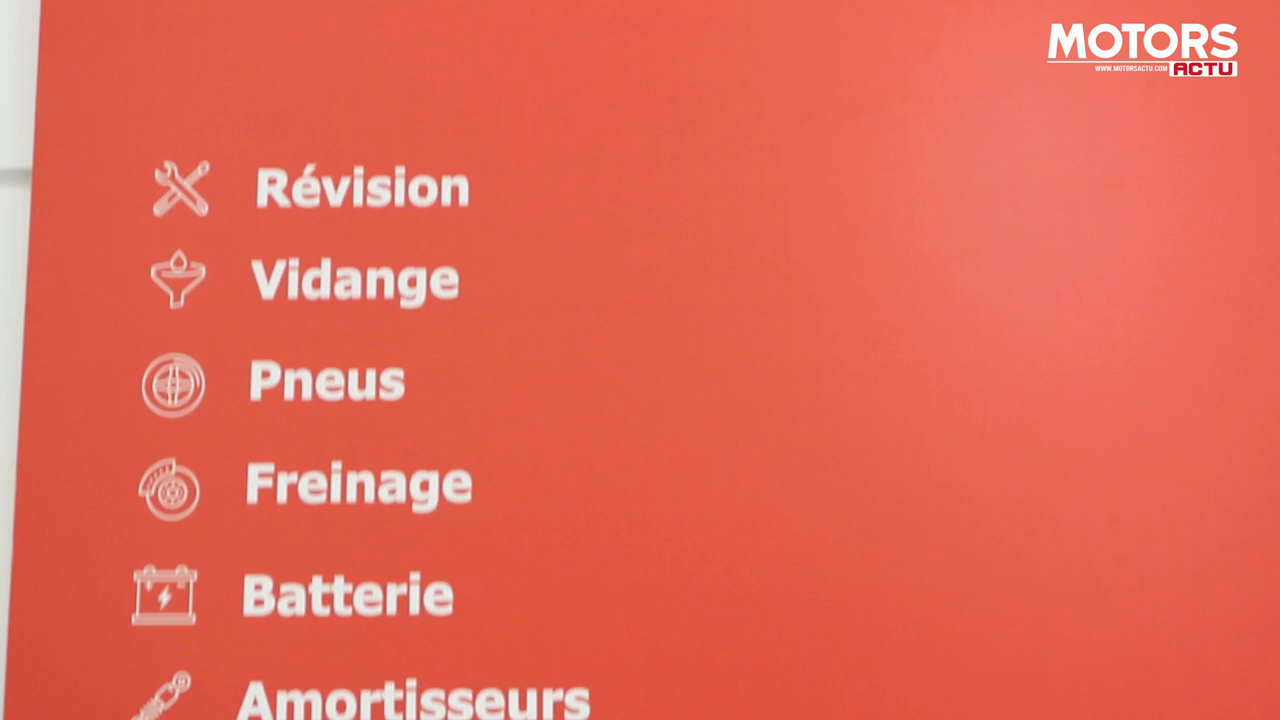 MOTORS
WWW.MOTORSACTU.COM ACTU
Révision
Vidange
Pneus
Freinage
Batterie
Amortisseurs